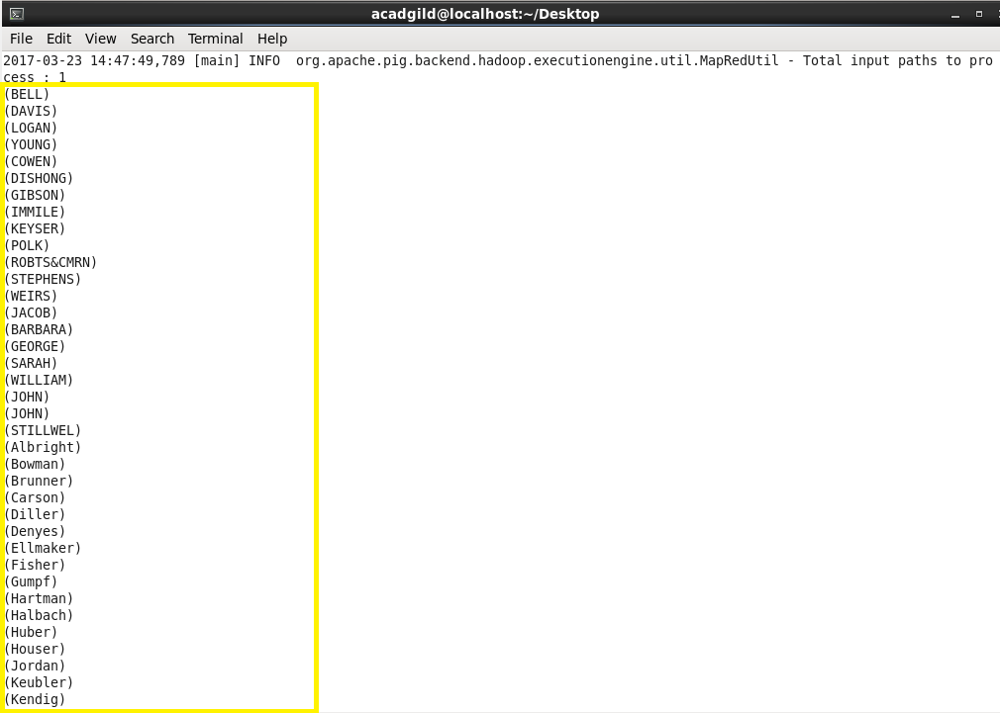 acadgild@localhost:~/Desktop
File Edit View Search Terminal Help
2017-03-23 14:47:49,789 [main] INFO  org.apache.pig.backend.hadoop.executionengine.util.MapRedUtil - Total input paths to pro
cess : 1
(BELL)
(DAVIS)
(LOGAN)
(YOUNG)
(COWEN)
(DISHONG)
(GIBSON)
(IMMILE)
(KEYSER)
(POLK)
(ROBTS&CMRN)
(STEPHENS)
(WEIRS)
(JACOB)
(BARBARA)
(GEORGE)
(SARAH)
(WILLIAM)
(JOHN)
(JOHN)
(STILLWEL)
(Albright)
(Bowman)
(Brunner)
(Carson)
(Diller)
(Denyes)
(Ellmaker)
(Fisher)
(Gumpf)
(Hartman)
(Halbach)
(Huber)
(Houser)
(Jordan)
(Keubler)
(Kendig)